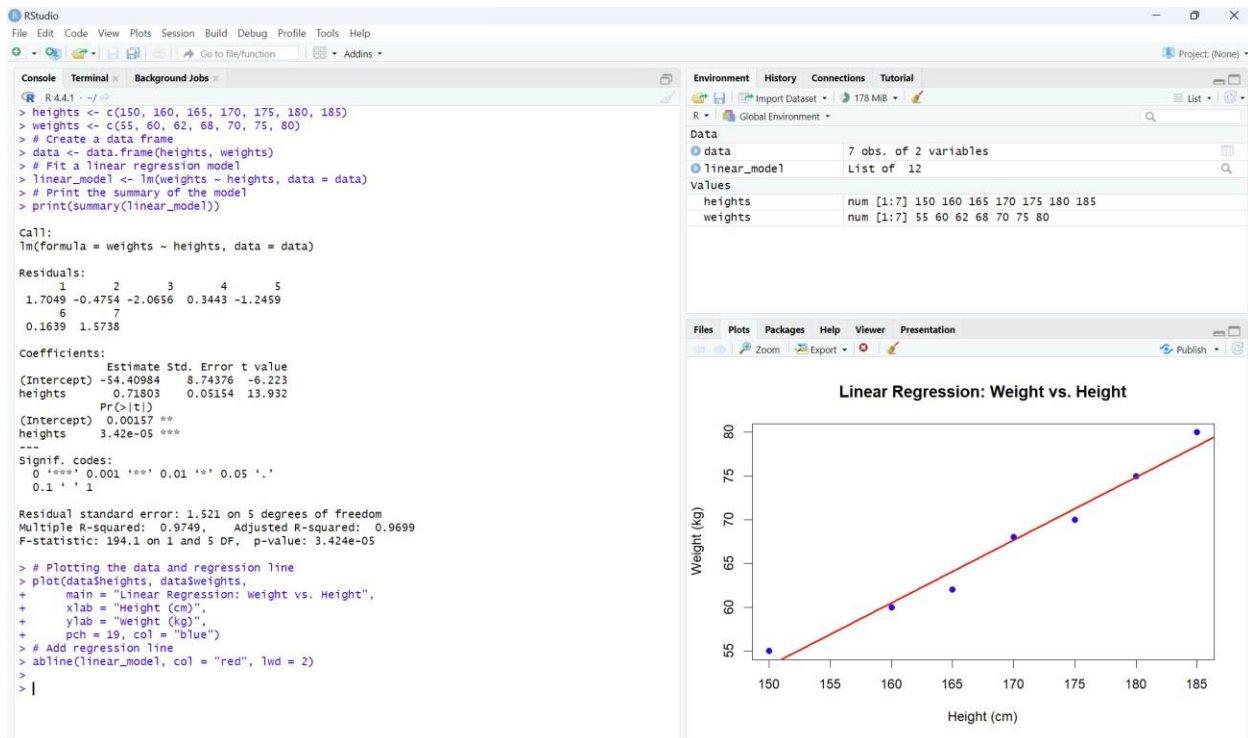 RStudio
File Edit Code View Plots Session Build Debug Profile Tools Help
Go to file/function Addins
Project: (None)
Console Terminal Background Jobs
R 4.4.1 · ~/
> heights <- c(150, 160, 165, 170, 175, 180, 185)
> weights <- c(55, 60, 62, 68, 70, 75, 80)
> # Create a data frame
> data <- data.frame(heights, weights)
> # Fit a linear regression model
> linear_model <- lm(weights ~ heights, data = data)
> # Print the summary of the model
> print(summary(linear_model))
Call:
lm(formula = weights ~ heights, data = data)
Residuals:
1 2 3 4 5
1.7049 -0.4754 -2.0656 0.3443 -1.2459
6 7
0.1639 1.5738
Coefficients:
Estimate Std. Error t value
(Intercept) -54.40984 8.74376 -6.223
heights 0.71803 0.05154 13.932
Pr(>|t|)
(Intercept) 0.00157 **
heights 3.42e-05 ***
---
Signif. codes:
0 ‘***’ 0.001 ‘**’ 0.01 ‘*’ 0.05 ‘.’
0.1 ‘ ’ 1
Residual standard error: 1.521 on 5 degrees of freedom
Multiple R-squared: 0.9749, Adjusted R-squared: 0.9699
F-statistic: 194.1 on 1 and 5 DF, p-value: 3.424e-05
> # Plotting the data and regression line
> plot(data$heights, data$weights,
+ main = "Linear Regression: Weight vs. Height",
+ xlab = "Height (cm)",
+ ylab = "Weight (kg)",
+ pch = 19, col = "blue")
> # Add regression line
> abline(linear_model, col = "red", lwd = 2)
>
>
Environment History Connections Tutorial
Import Dataset 178 MiB List
R Global Environment
Data
data 7 obs. of 2 variables
linear_model List of 12
Values
heights num [1:7] 150 160 165 170 175 180 185
weights num [1:7] 55 60 62 68 70 75 80
Files Plots Packages Help Viewer Presentation
Zoom Export Publish
Linear Regression: Weight vs. Height
80
75
70
65
60
55
Weight (kg)
150 155 160 165 170 175 180 185
Height (cm)